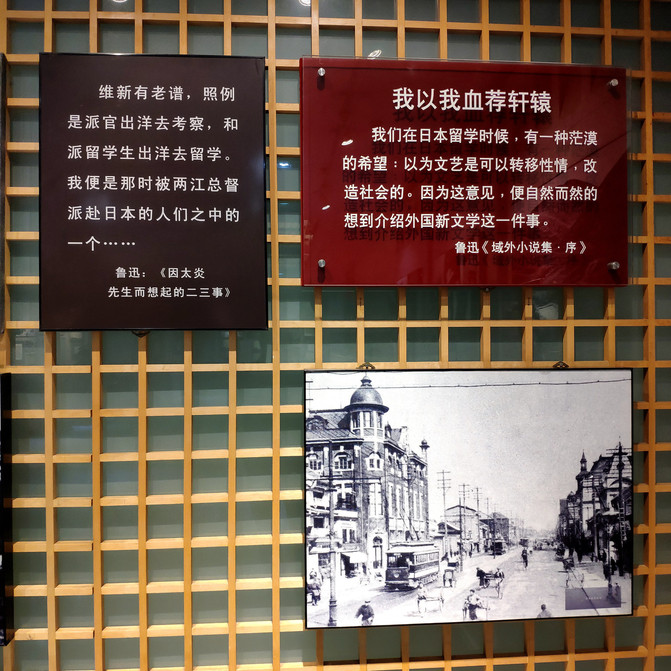 维新有老谱，照例
是派官出洋去考察，和
派留学生出洋去留学。
我便是那时被两江总督
派赴日本的人们之中的
一个……
鲁迅：《因太炎
先生而想起的二三事》
我以我血荐轩辕
我们在日本留学时候，有一种茫漠
的希望：以为文艺是可以转移性情，改
造社会的。因为这意见，便自然而然的
想到介绍外国新文学这一件事。
鲁迅《域外小说集·序》